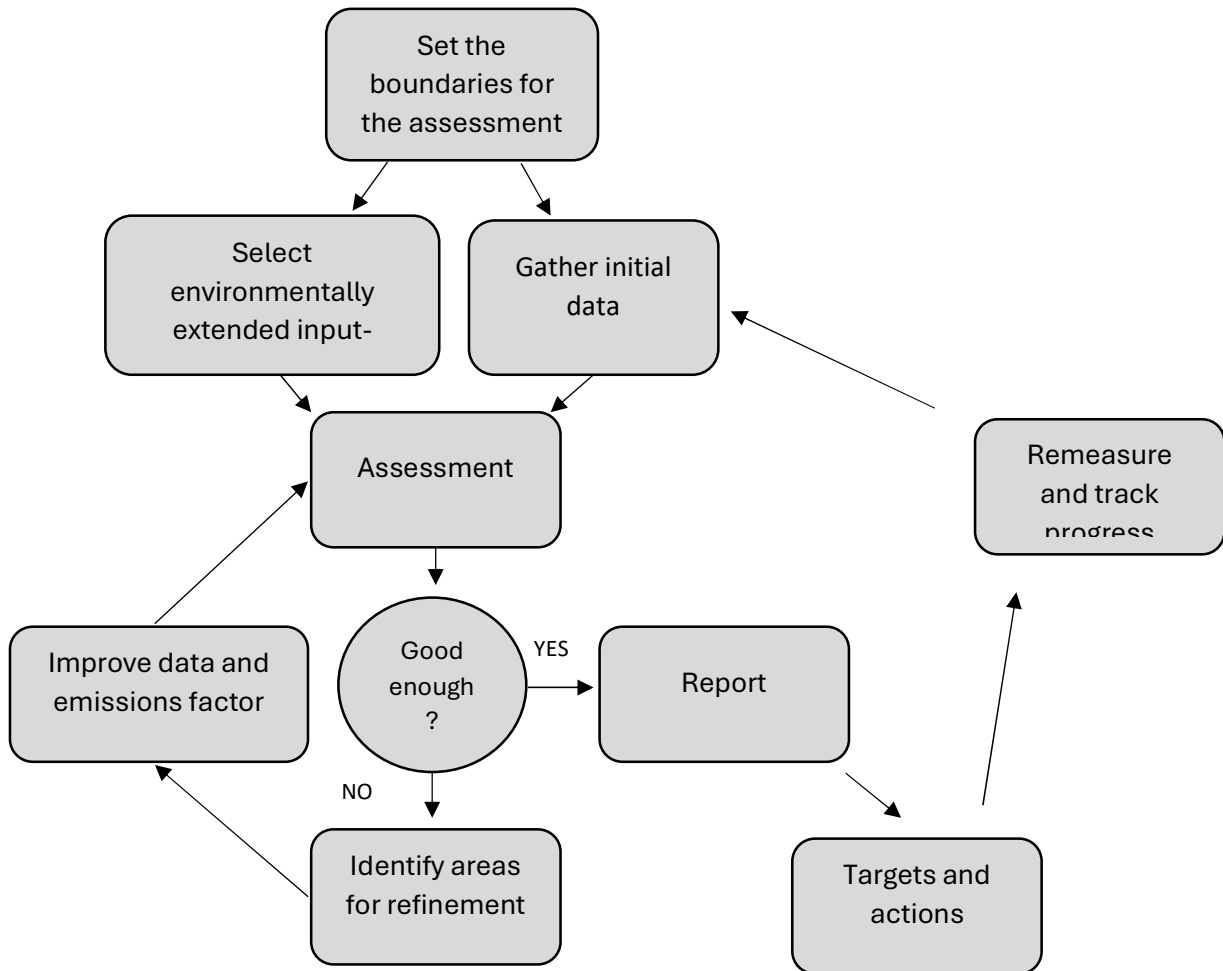 Set the
boundaries for
the assessment
Select
environmentally
extended input-
Gather initial
data
Assessment
Remeasure
and track
progress
Improve data and
emissions factor
Good
enough
?
YES
Report
NO
Identify areas
for refinement
Targets and
actions